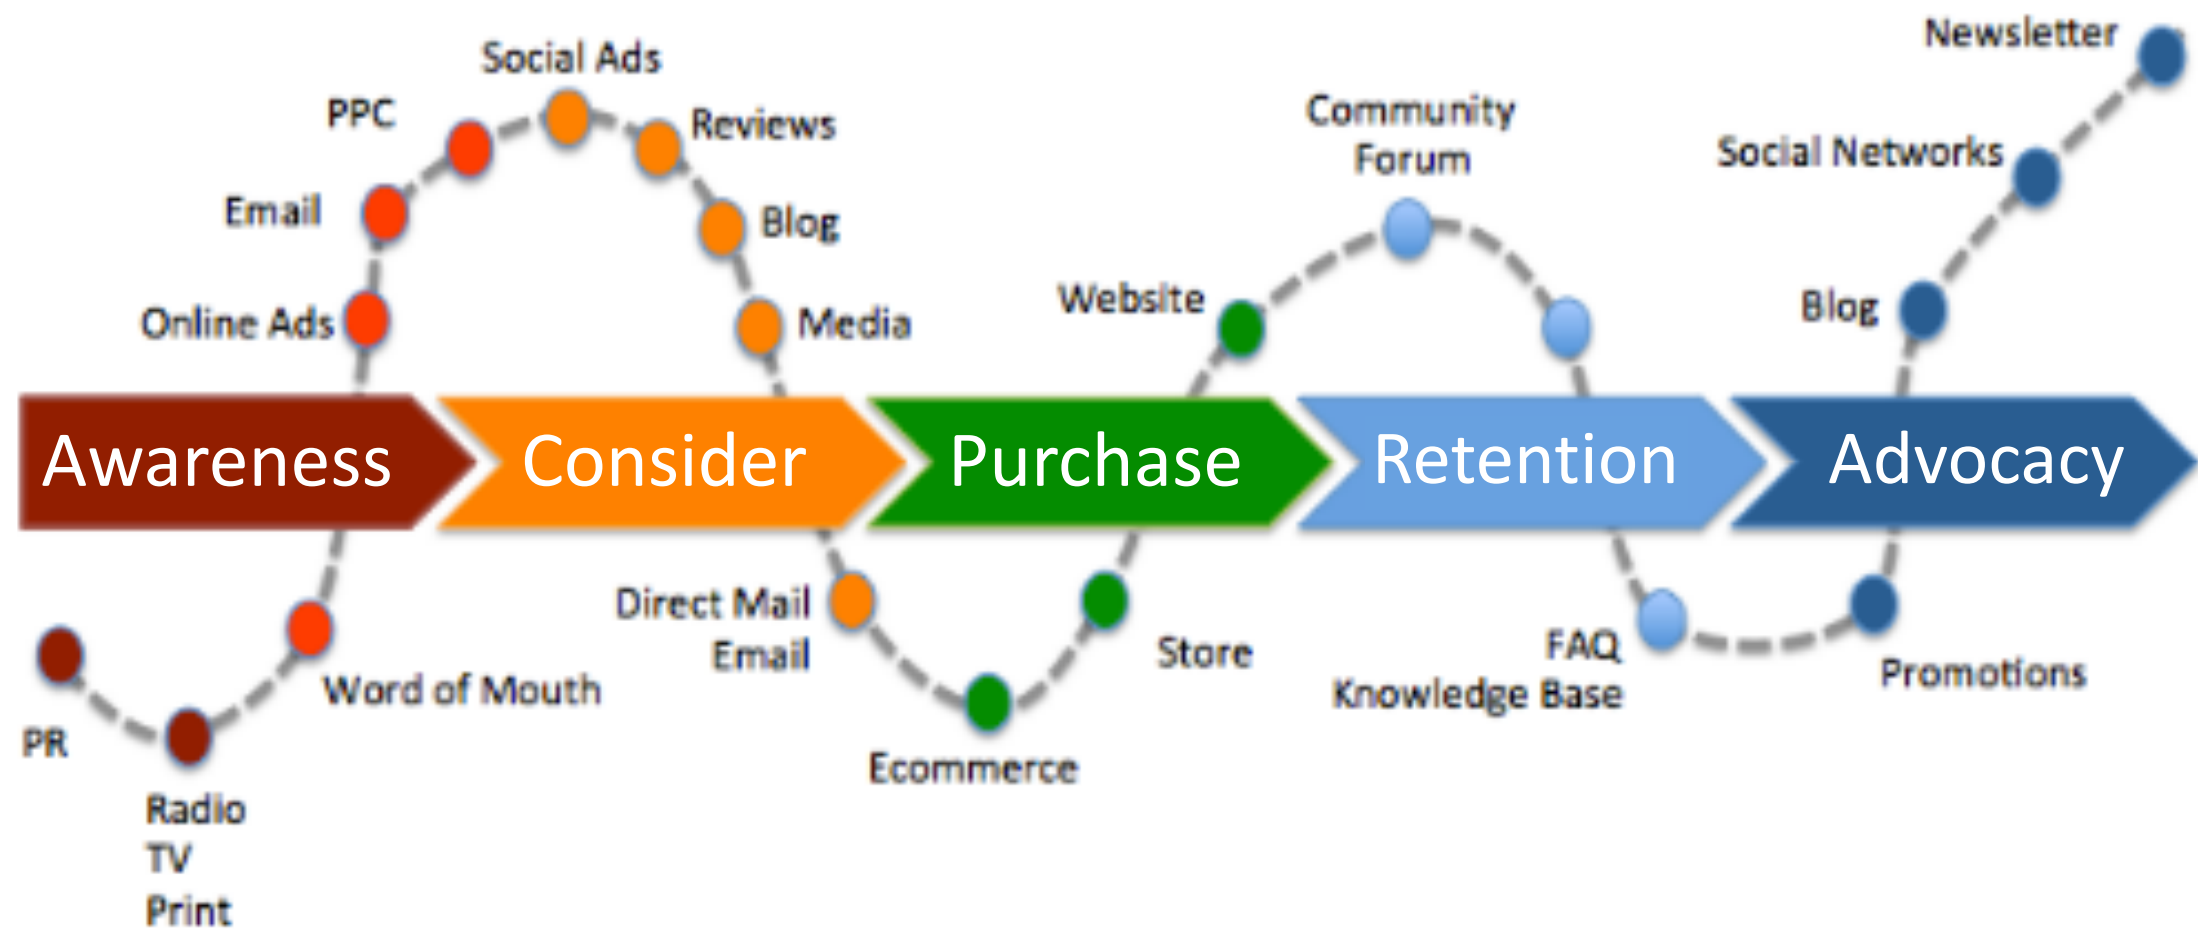 Social Ads
PPC
Reviews
Email
Blog
Online Ads
Media
Community
Forum
Website
Newsletter
Social Networks
Blog
Awareness
Consider
Purchase
Retention
Advocacy
PR
Radio
TV
Print
Word of Mouth
Direct Mail
Email
Ecommerce
Store
FAQ
Knowledge Base
Promotions